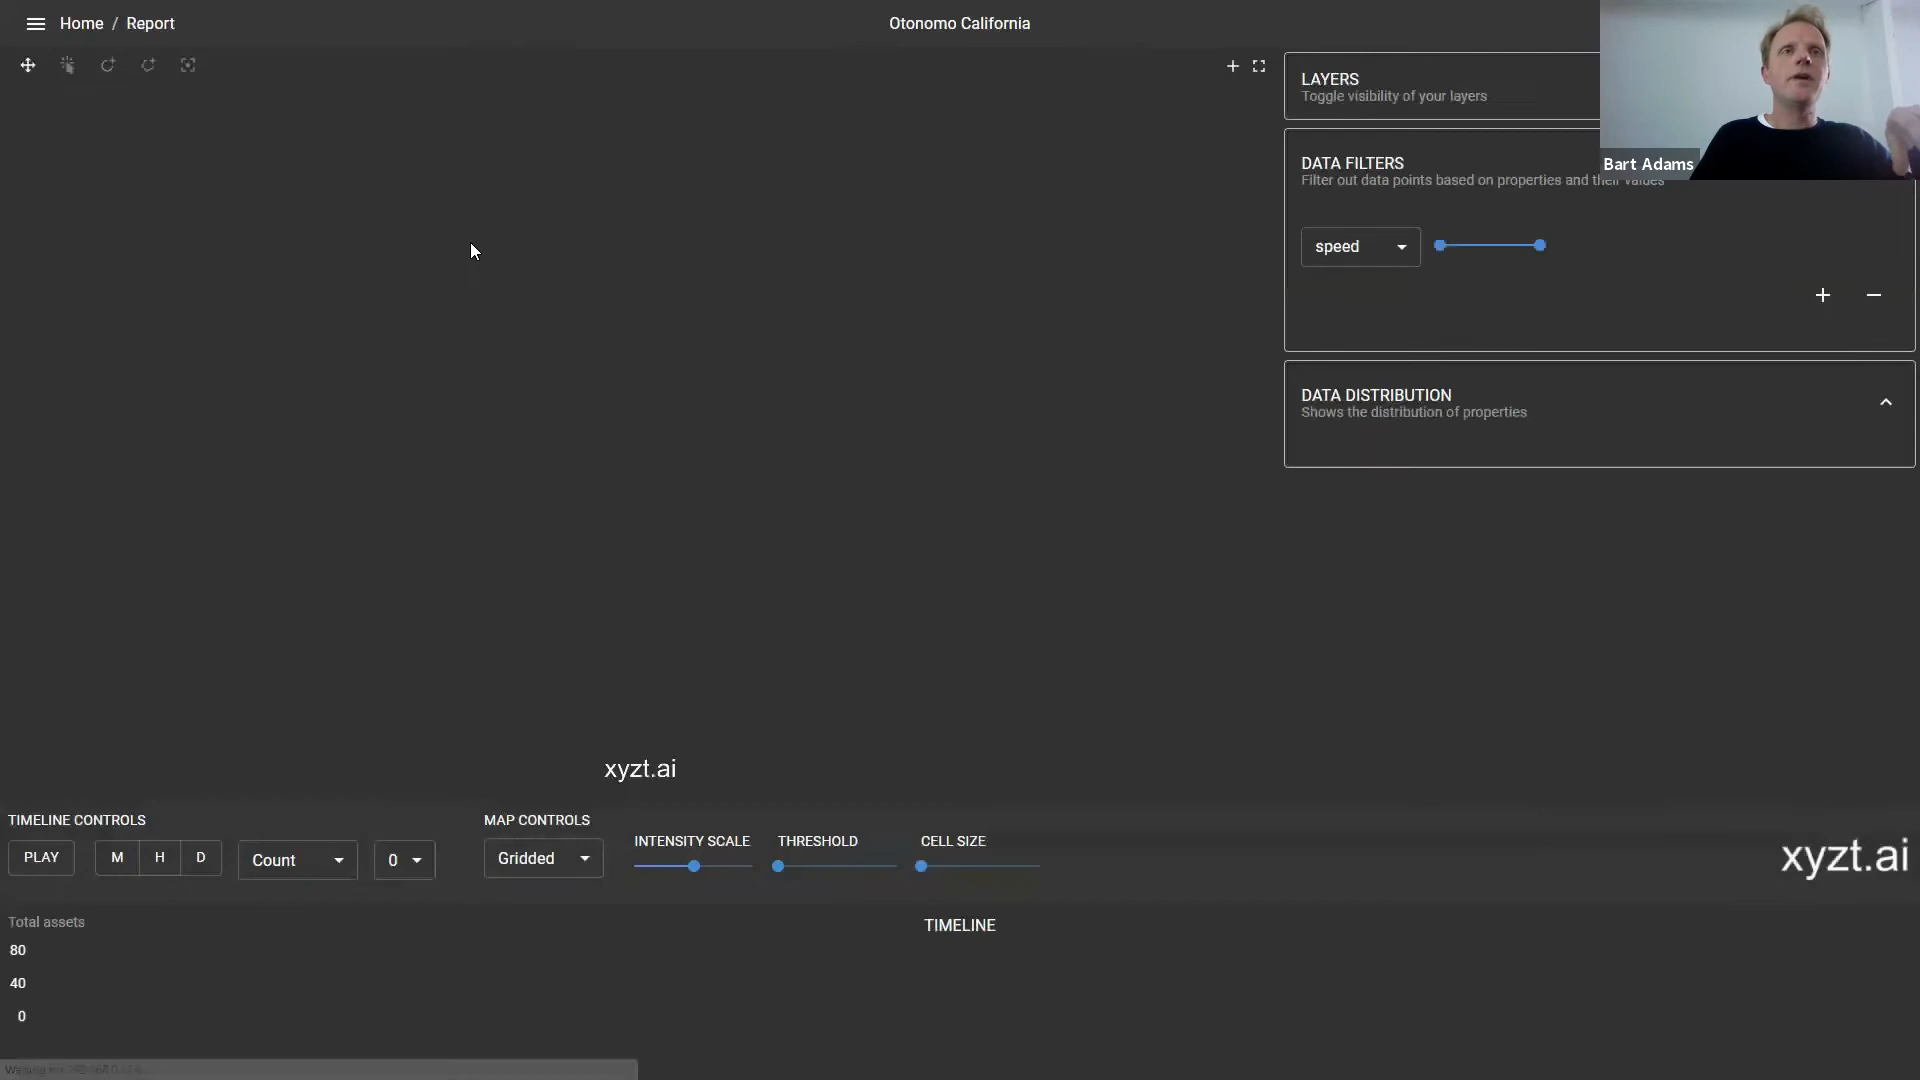 Home / Report
Otonomo California
LAYERS
Toggle visibility of your layers
Bart Adams
DATA FILTERS
Filter out data points based on properties and their values
speed
DATA DISTRIBUTION
Shows the distribution of properties
xyzt.ai
TIMELINE CONTROLS
PLAY M H D Count 0
MAP CONTROLS
Gridded
INTENSITY SCALE THRESHOLD CELL SIZE
xyzt.ai
Total assets
TIMELINE
80
40
0